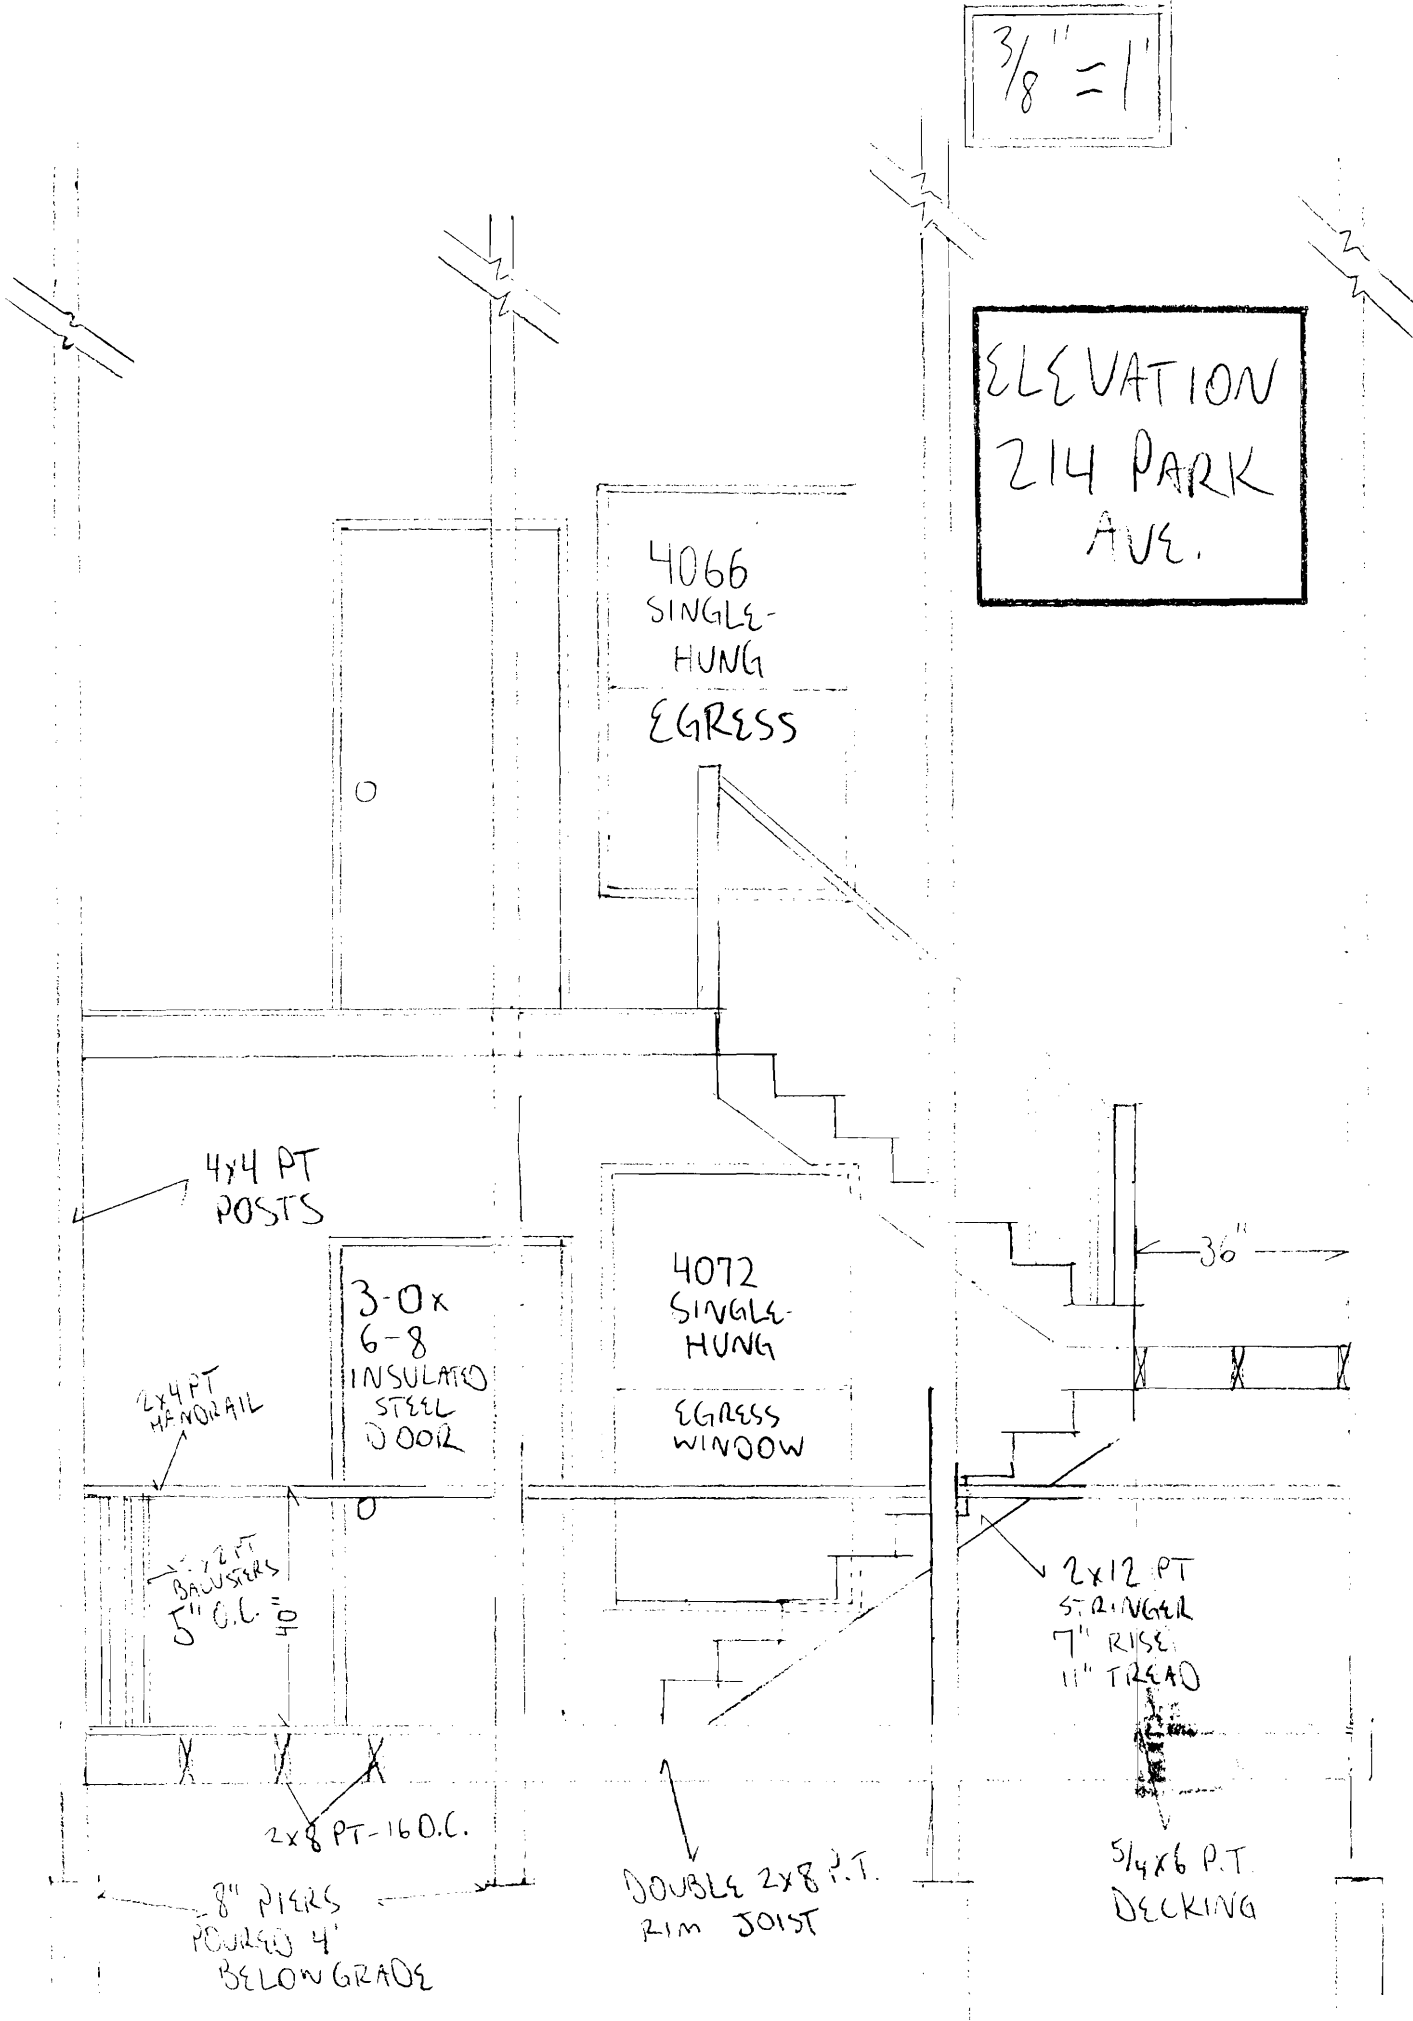 3/8" = 1'
ELEVATION
214 PARK
AVE.
4066
SINGLE-
HUNG
EGRESS
4x4 PT
POSTS
36"
3-0x
6-8
INSULATED
STEEL
DOOR
4072
SINGLE-
HUNG
EGRESS
WINDOW
2x4 PT
HANDRAIL
PT
BALUSTERS
5" O.C.
40"
2x12 PT
STRINGER
7" RISE
11" TREAD
2x8 PT-16 O.C.
8" PIERS
POURED 4'
BELOW GRADE
DOUBLE 2x8 P.T.
RIM JOIST
5/4x6 P.T.
DECKING